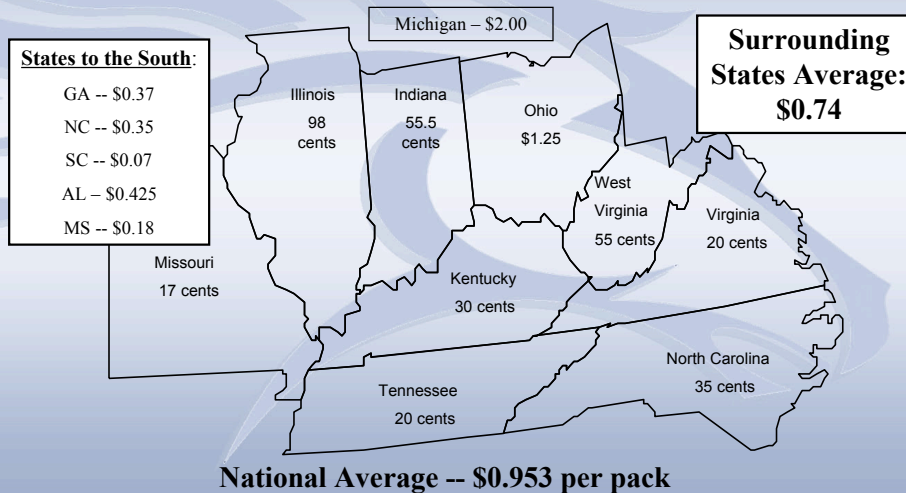 Michigan – $2.00
States to the South:
GA -- $0.37
NC -- $0.35
SC -- $0.07
AL – $0.425
MS -- $0.18
Surrounding
States Average:
$0.74
Illinois
98
cents
Indiana
55.5
cents
Ohio
$1.25
West
Virginia
55 cents
Virginia
20 cents
Missouri
17 cents
Kentucky
30 cents
North Carolina
35 cents
Tennessee
20 cents
National Average -- $0.953 per pack